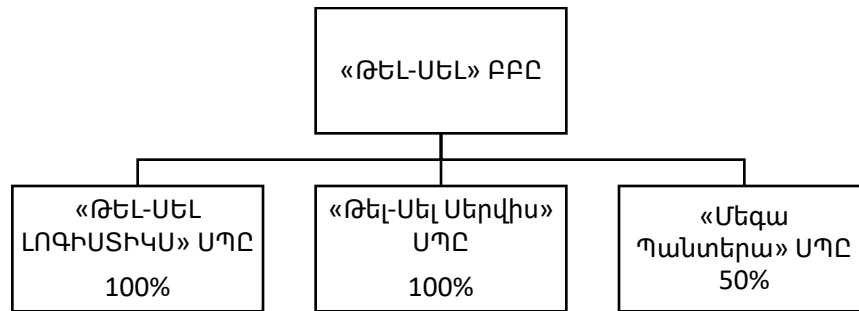 «ԹԵԼ-ՍԵԼ» ԲԲԸ
«ԹԵԼ-ՍԵԼ
ԼՈԳԻՍՏԻԿՍ» ՍՊԸ
100%
«Թել-Սել Սերվիս»
ՍՊԸ
100%
«Մեգա
Պանտերա» ՍՊԸ
50%